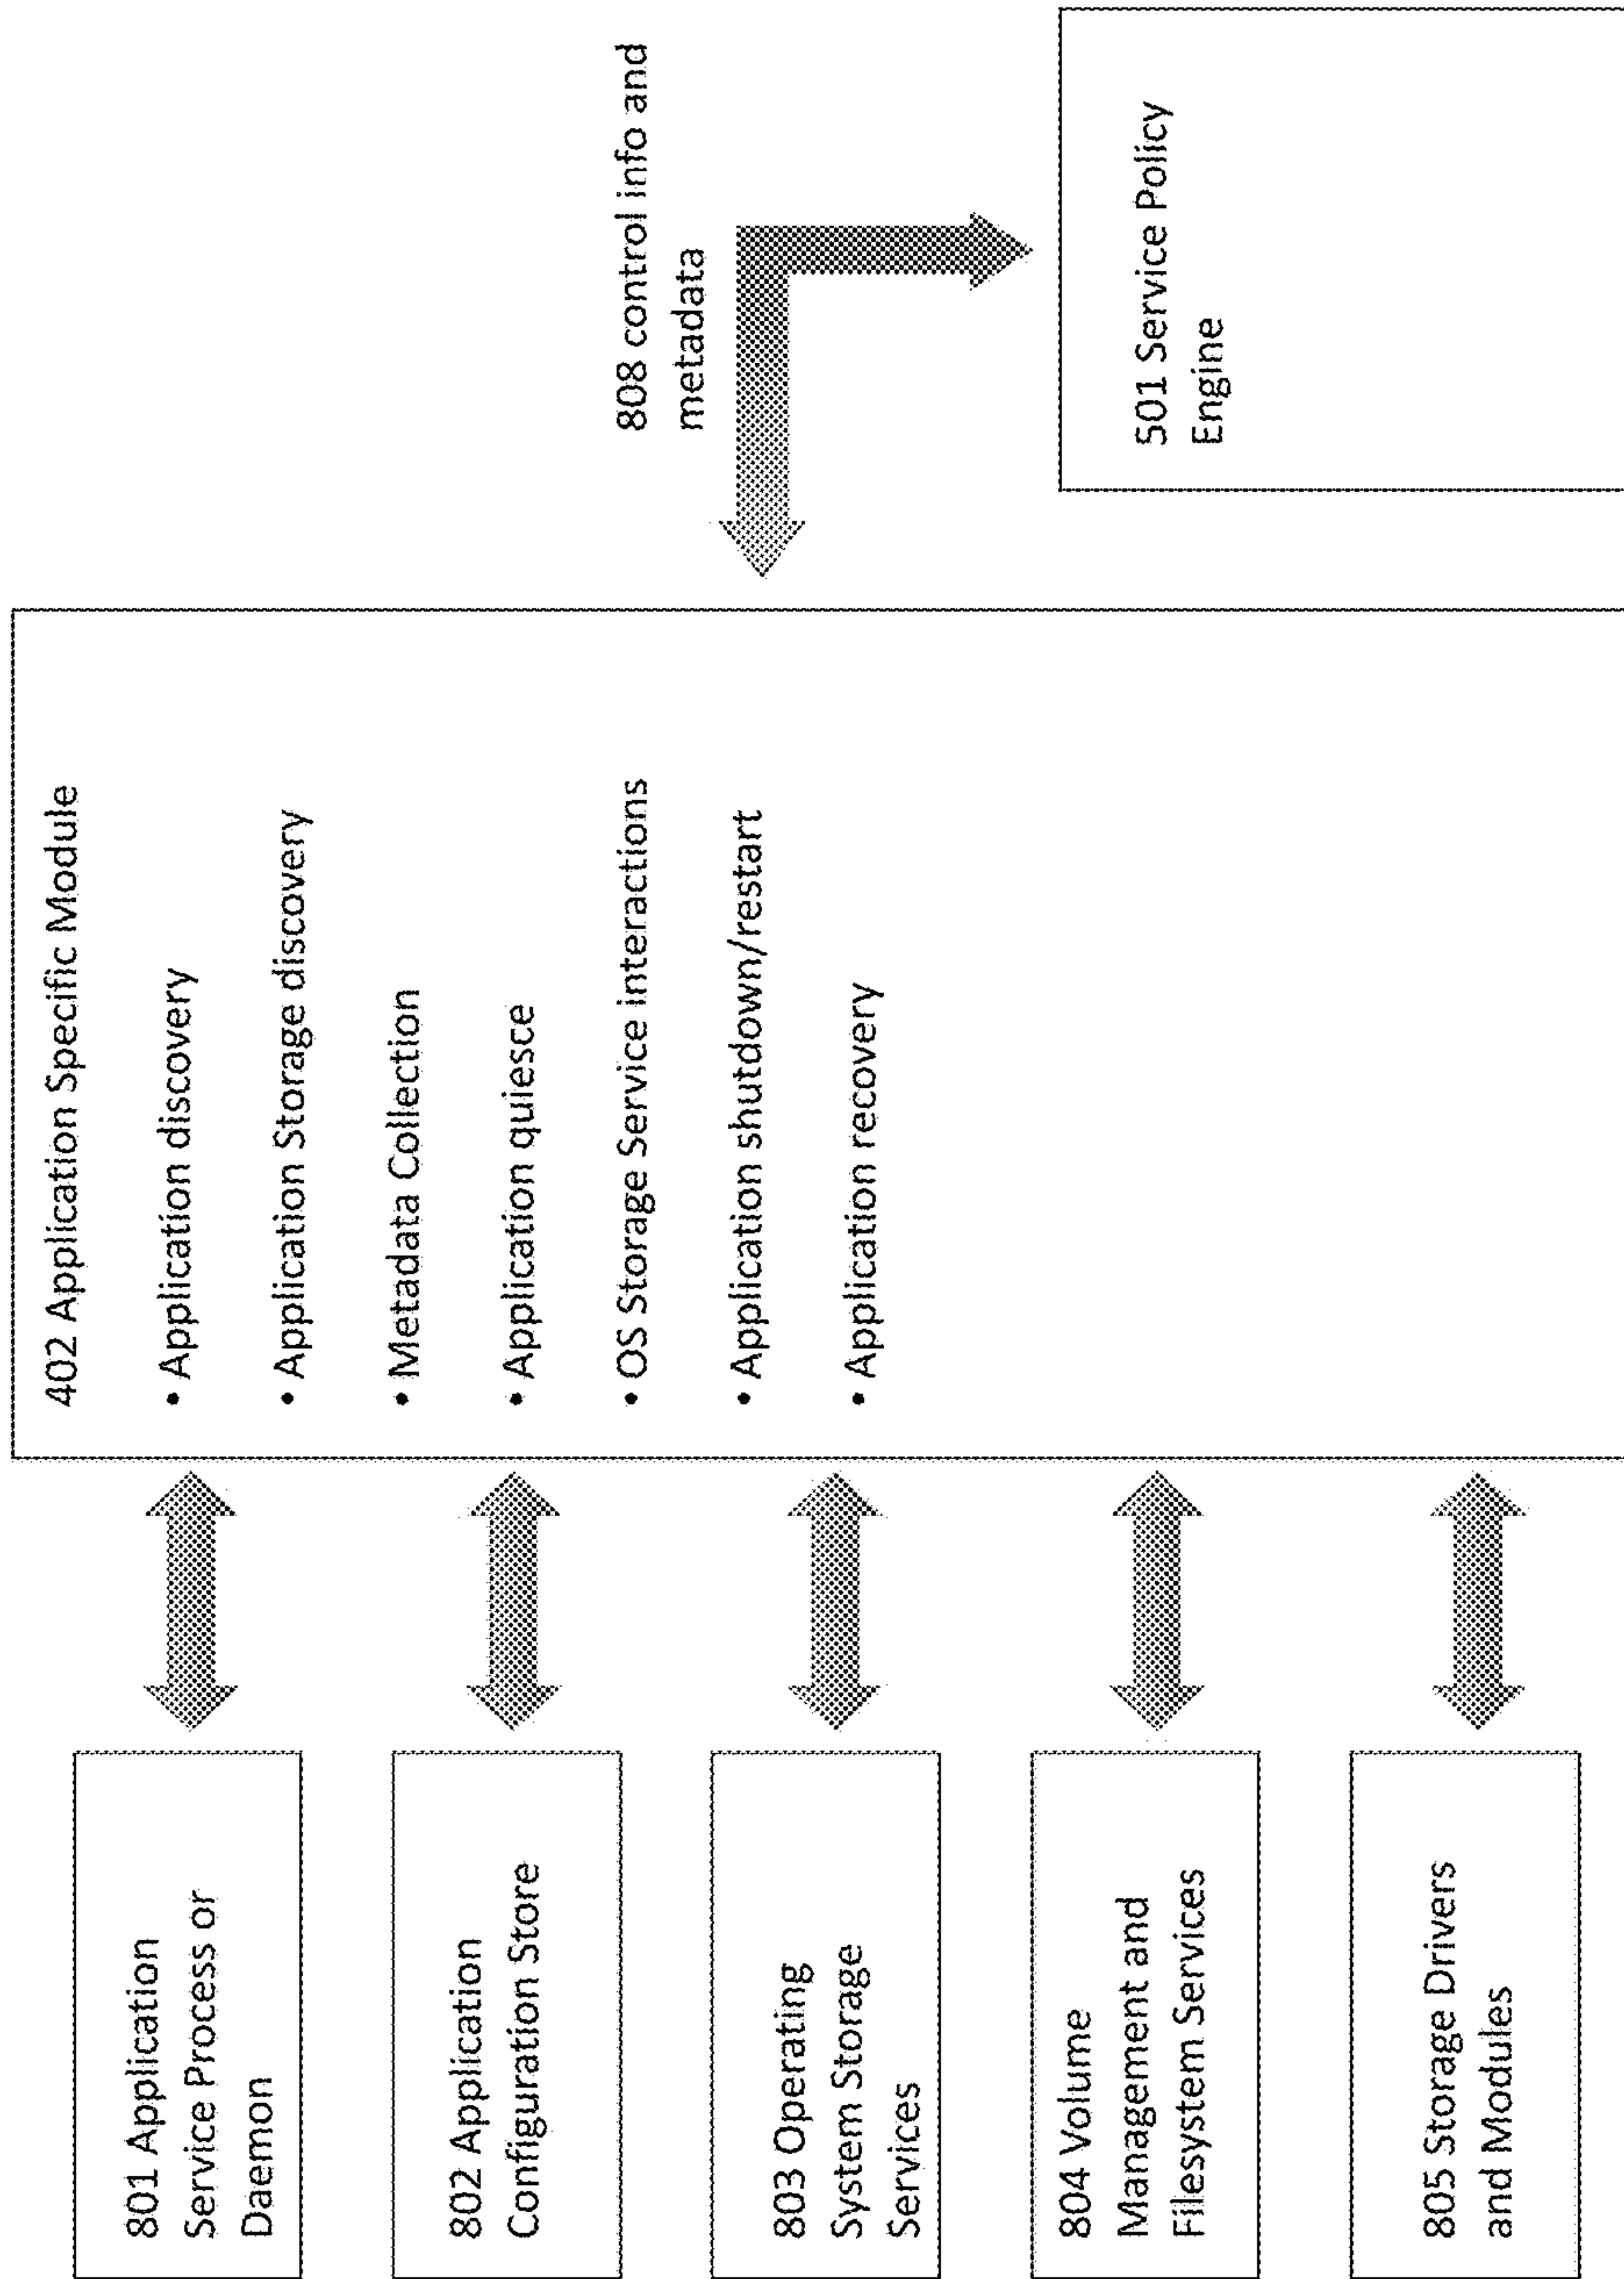 801 Application
Service Process or
Daemon
802 Application
Configuration Store
803 Operating
System Storage
Services
804 Volume
Management and
Filesystem Services
805 Storage Drivers
and Modules
402 Application Specific Module
• Application discovery
• Application Storage discovery
• Metadata Collection
• Application quiesce
• OS Storage Service interactions
• Application shutdown/restart
• Application recovery
808 control info and
metadata
501 Service Policy
Engine